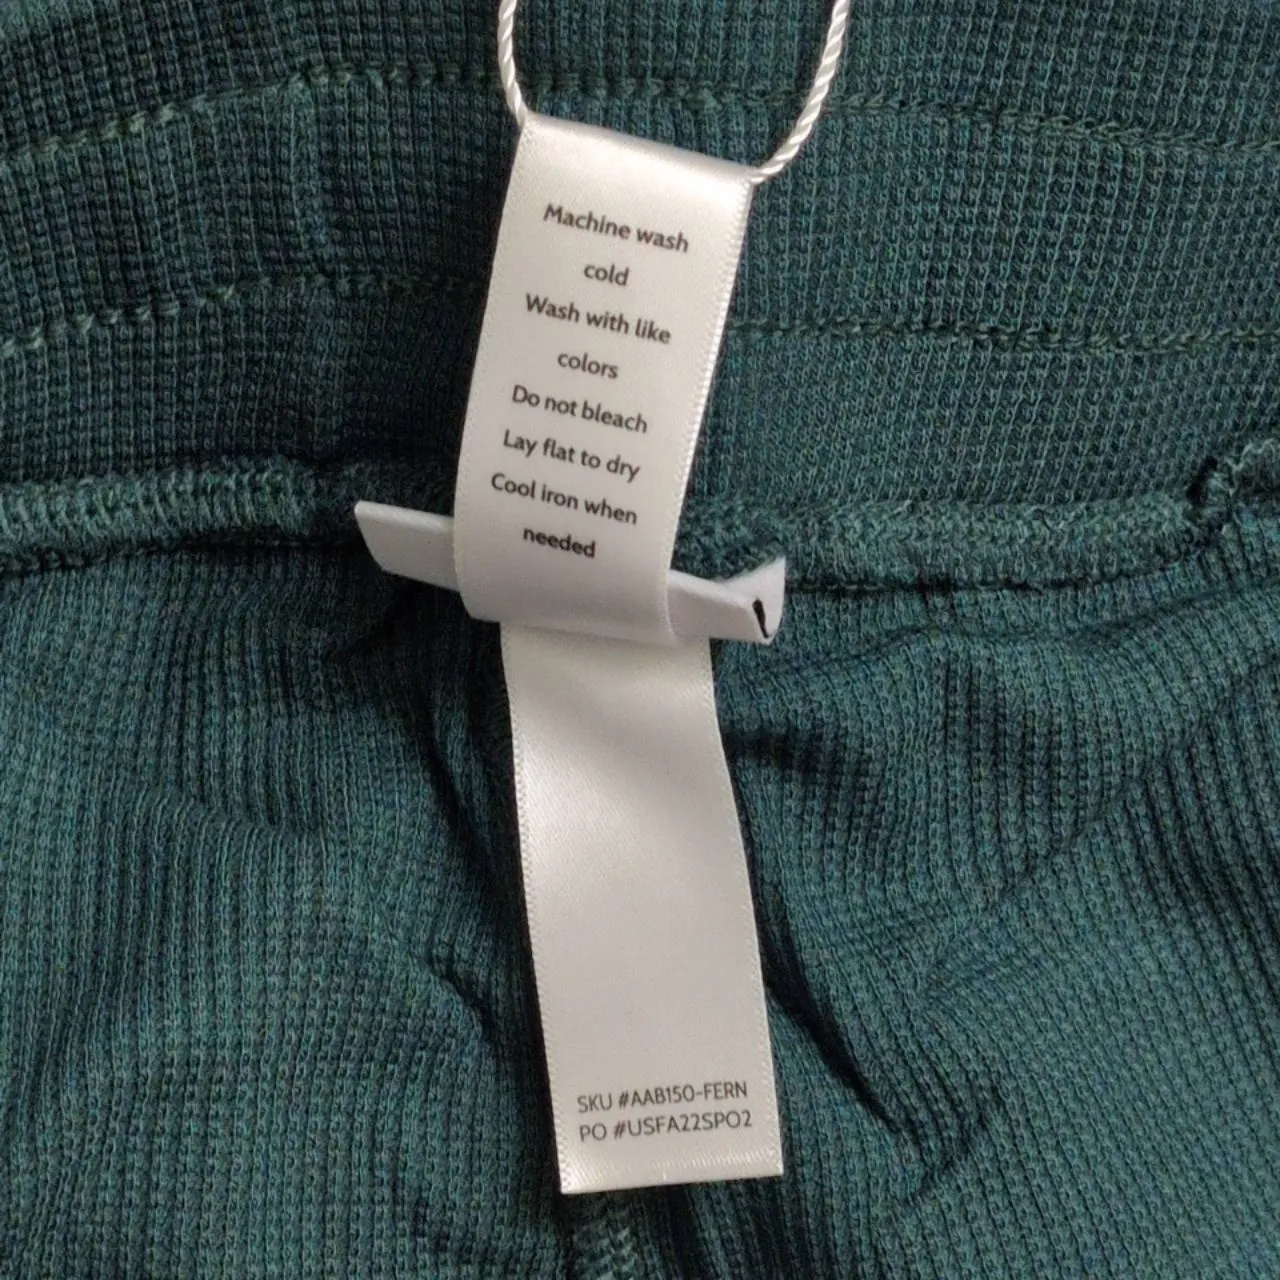 Machine wash
cold
Wash with like
colors
Do not bleach
Lay flat to dry
Cool iron when
needed
SKU #AAB150-FERN
PO #USFA22SPO2